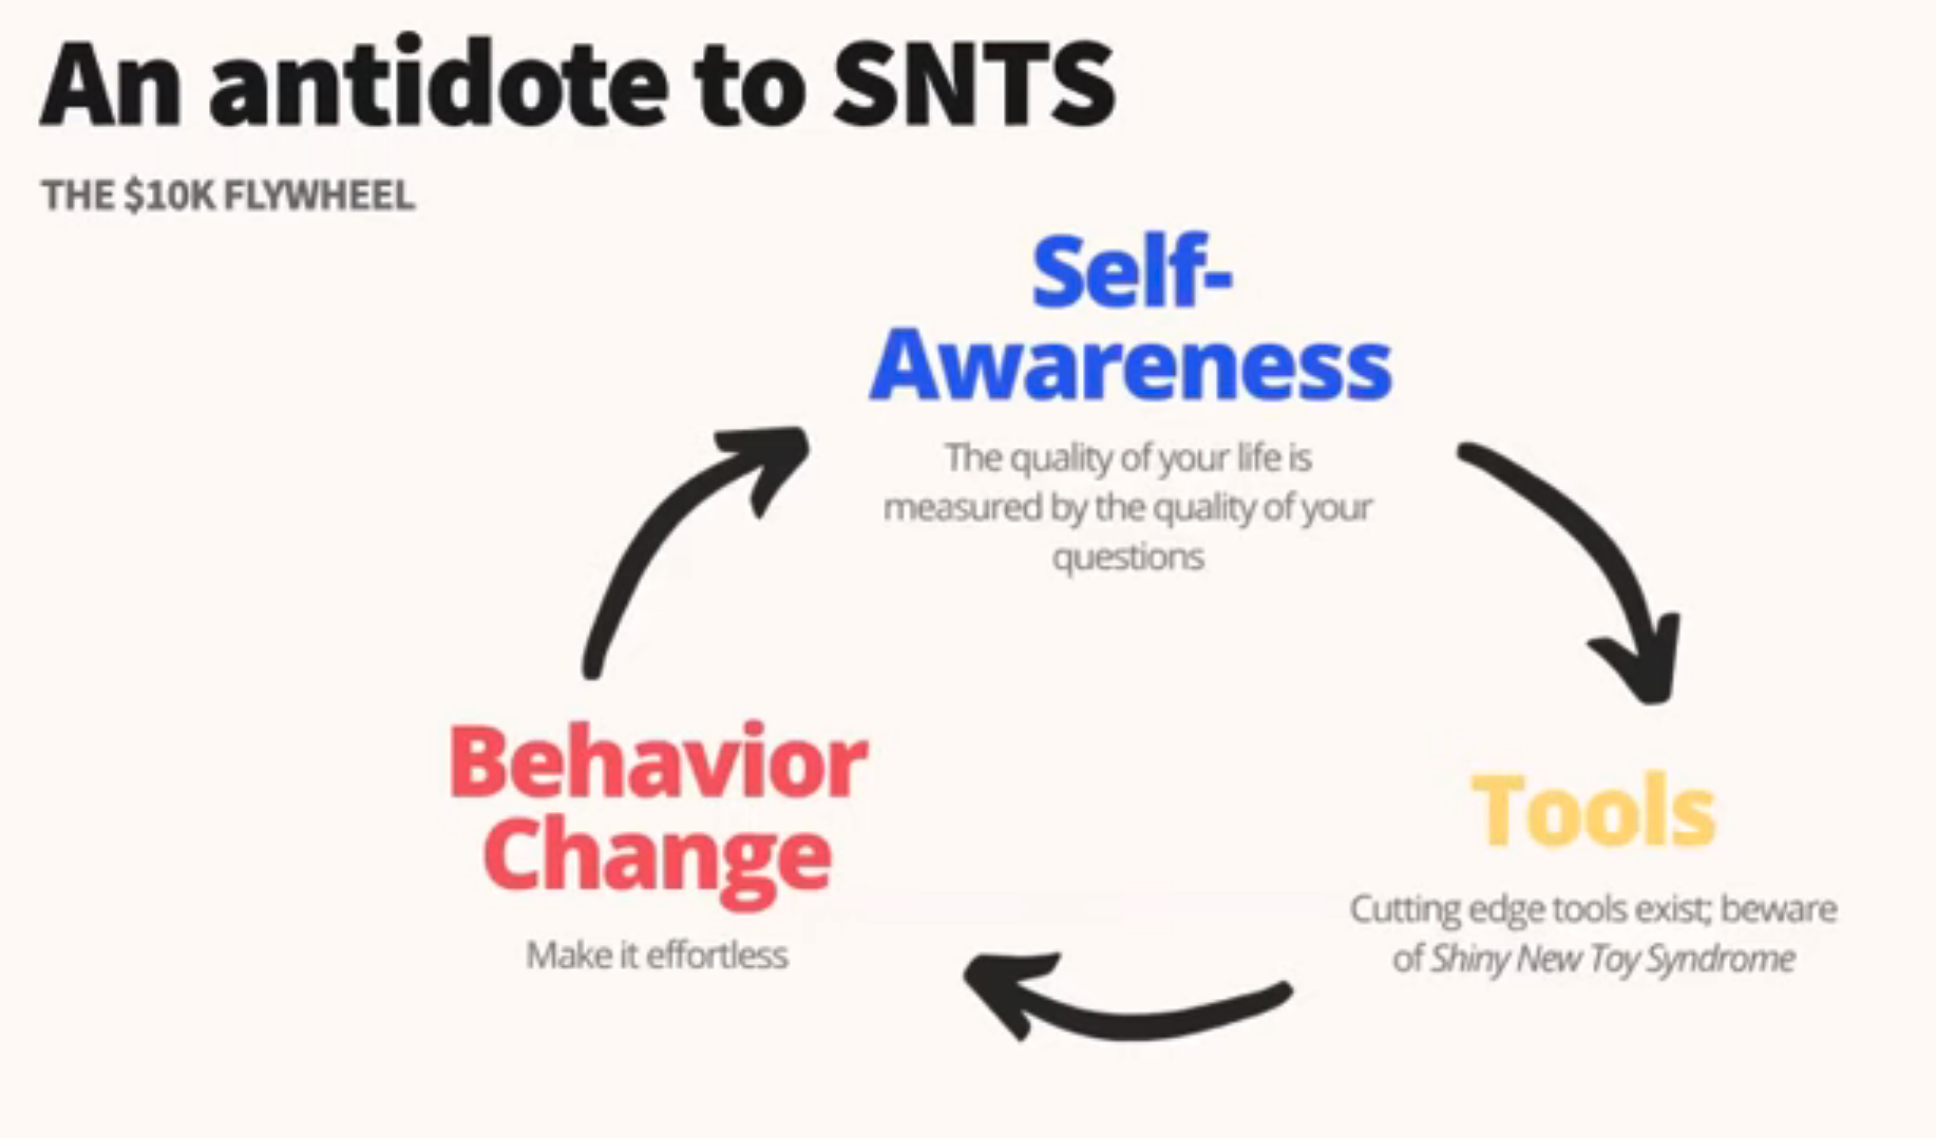 An antidote to SNTS
THE $10K FLYWHEEL
Self-
Awareness
The quality of your life is
measured by the quality of your
questions
Tools
Cutting edge tools exist; beware
of Shiny New Toy Syndrome
Behavior
Change
Make it effortless